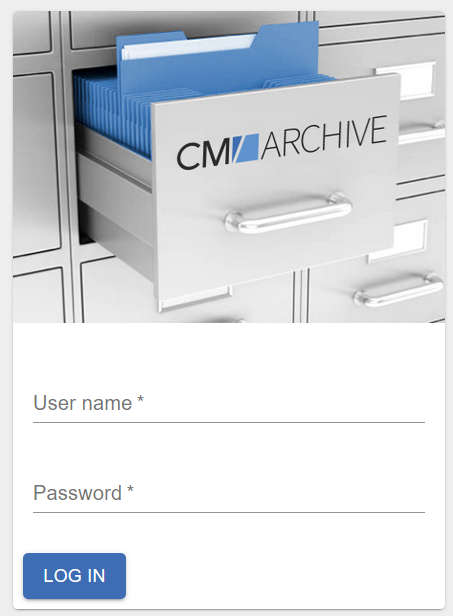 CM ARCHIVE
User name *
Password *
LOG IN